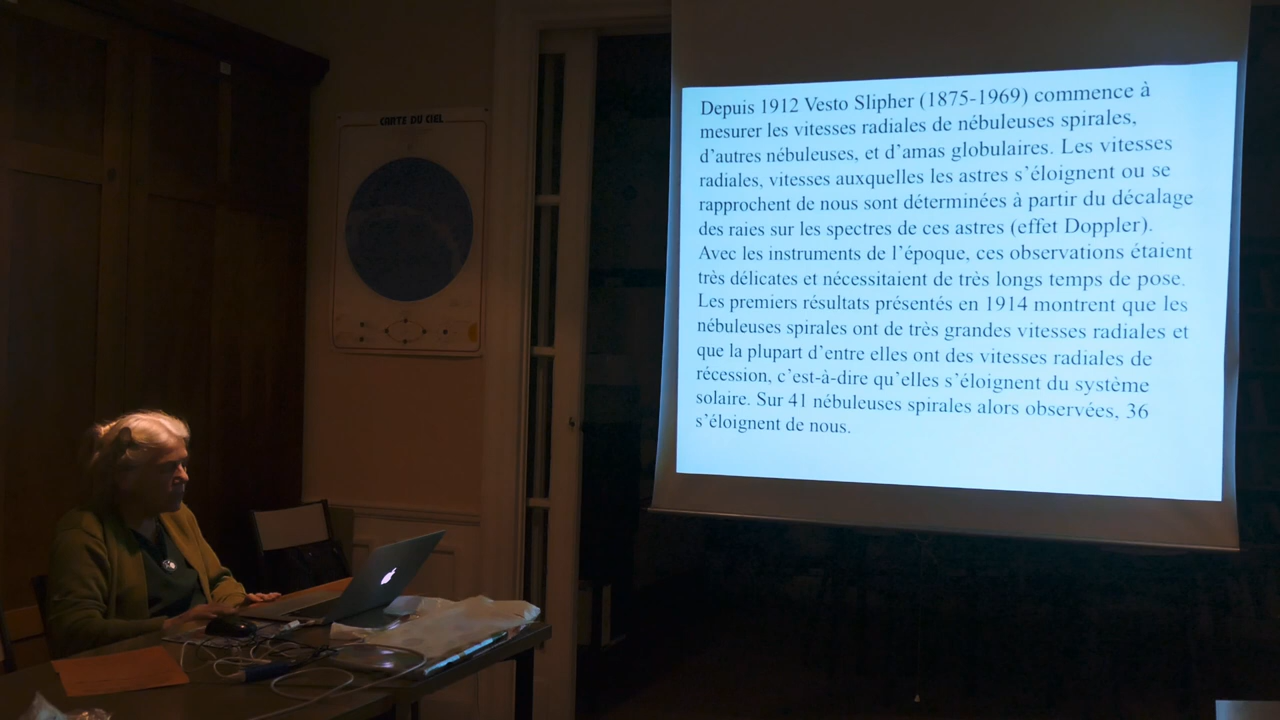 CARTE DU CIEL
Depuis 1912 Vesto Slipher (1875-1969) commence à
mesurer les vitesses radiales de nébuleuses spirales,
d'autres nébuleuses, et d'amas globulaires. Les vitesses
radiales, vitesses auxquelles les astres s'éloignent ou se
rapprochent de nous sont déterminées à partir du décalage
des raies sur les spectres de ces astres (effet Doppler).
Avec les instruments de l'époque, ces observations étaient
très délicates et nécessitaient de très longs temps de pose.
Les premiers résultats présentés en 1914 montrent que les
nébuleuses spirales ont de très grandes vitesses radiales et
que la plupart d'entre elles ont des vitesses radiales de
récession, c'est-à-dire qu'elles s'éloignent du système
solaire. Sur 41 nébuleuses spirales alors observées, 36
s'éloignent de nous.